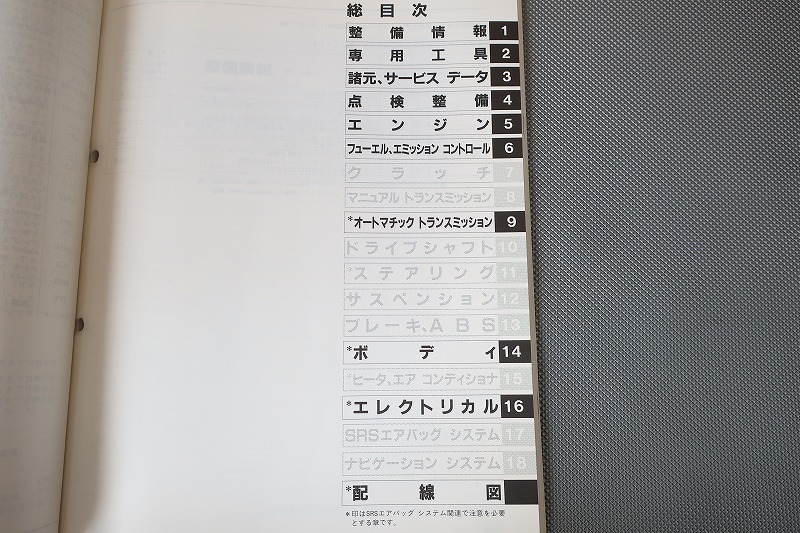 総目次
整備情報 1
専用工具 2
諸元、サービス データ 3
点検整備 4
エンジン 5
フューエル、エミッション コントロール 6
クラッチ 7
マニュアル トランスミッション 8
*オートマチック トランスミッション 9
ドライブシャフト 10
*ステアリング 11
サスペンション 12
ブレーキ、ABS 13
*ボディ 14
*ヒータ、エア コンディショナ 15
*エレクトリカル 16
SRSエアバッグ システム 17
ナビゲーション システム 18
*配線図
*印はSRSエアバッグ システム関連で注意を必要
とする章です。